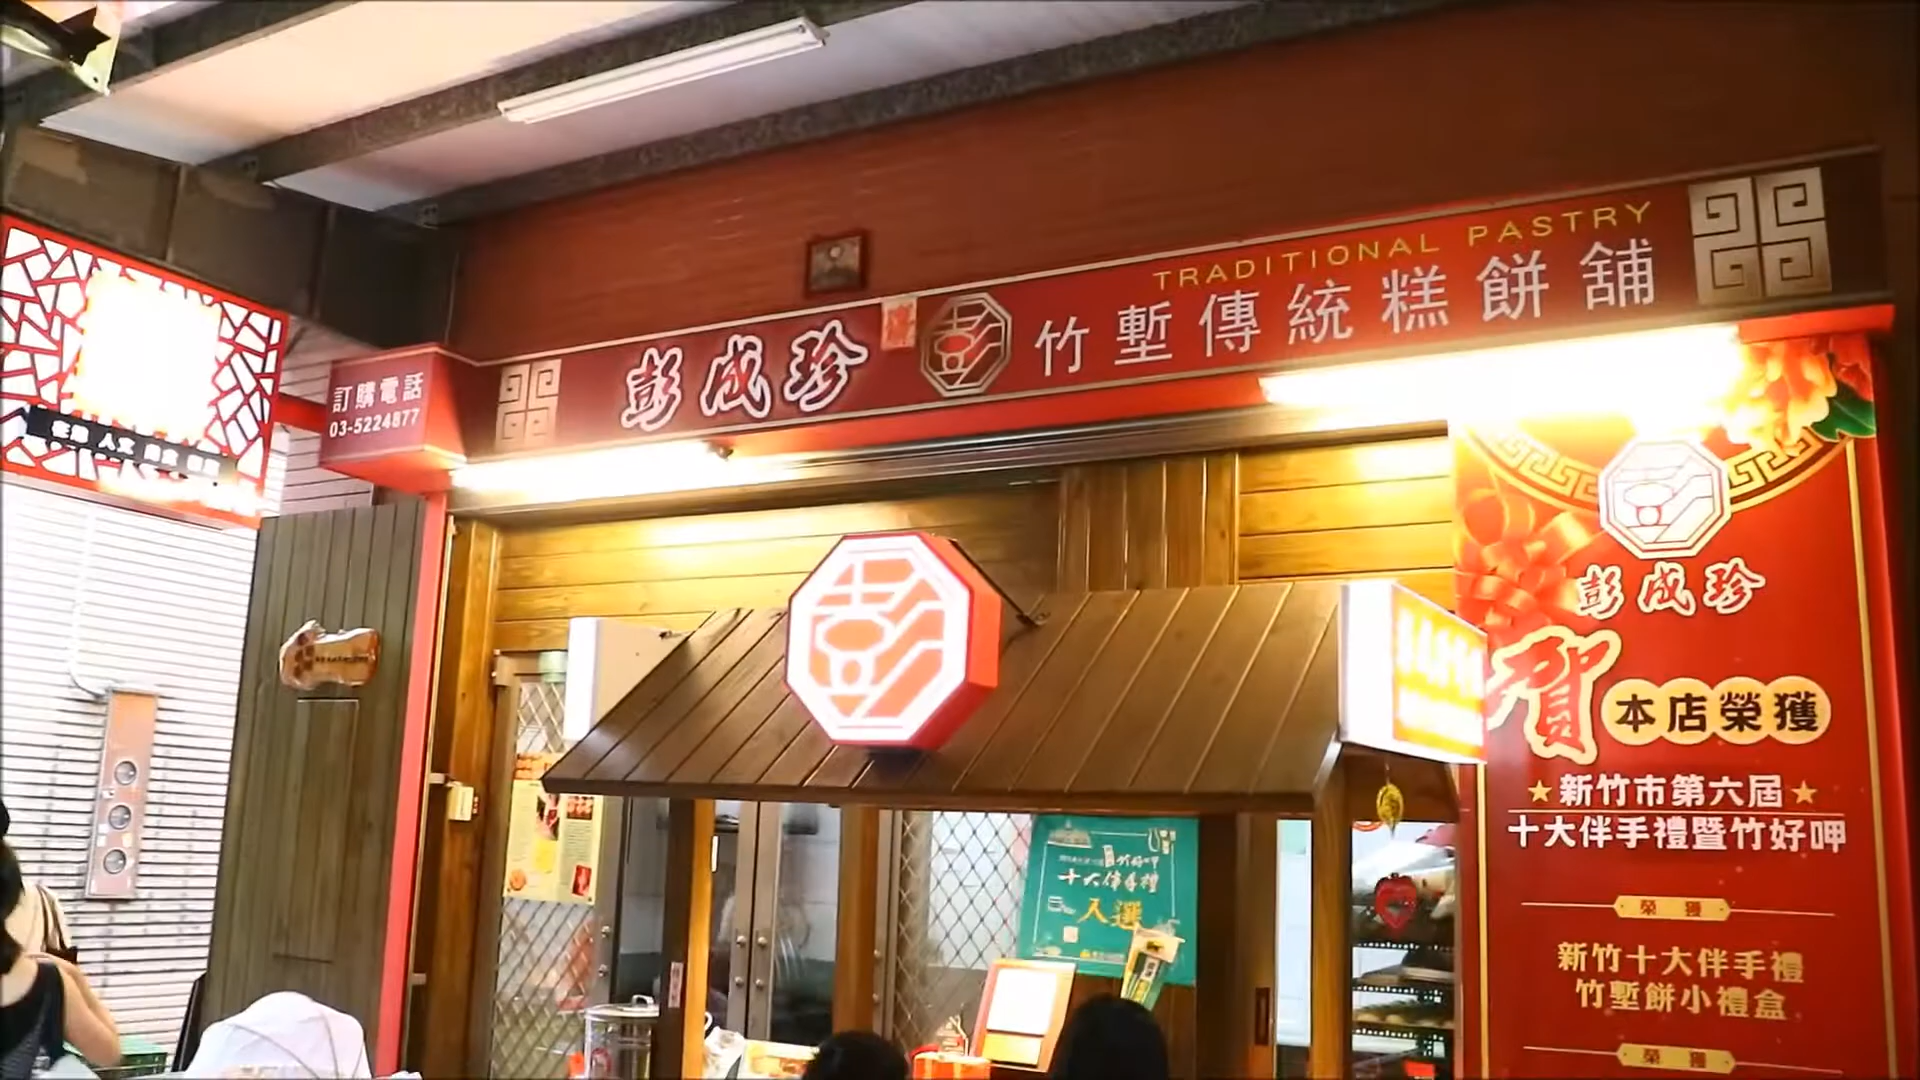 TRADITIONAL PASTRY
彭成珍 竹塹傳統糕餅舖
訂購電話
03-5224877
彭成珍
賀 本店榮獲
★新竹市第六屆★
十大伴手禮暨竹好呷
榮獲
新竹十大伴手禮
竹塹餅小禮盒
榮獲
竹好呷
十大伴手禮
入選